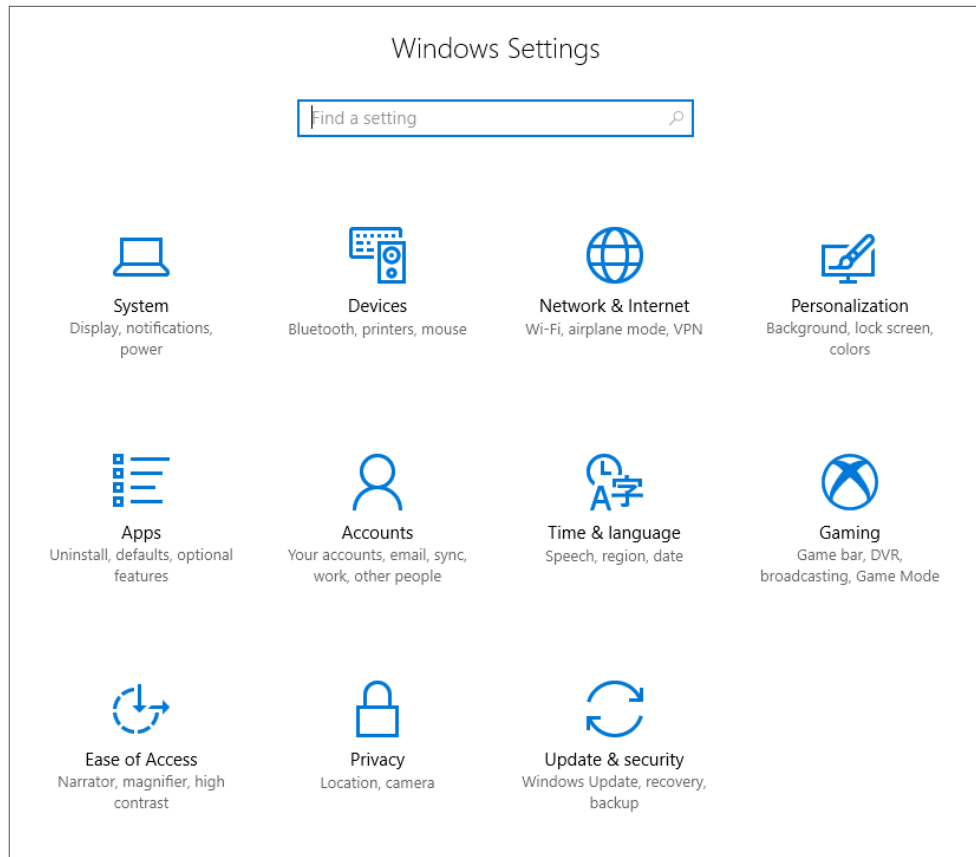 Windows Settings
Find a setting
System
Display, notifications,
power
Devices
Bluetooth, printers, mouse
Network & Internet
Wi-Fi, airplane mode, VPN
Personalization
Background, lock screen,
colors
Apps
Uninstall, defaults, optional
features
Accounts
Your accounts, email, sync,
work, other people
Time & language
Speech, region, date
Gaming
Game bar, DVR,
broadcasting, Game Mode
Ease of Access
Narrator, magnifier, high
contrast
Privacy
Location, camera
Update & security
Windows Update, recovery,
backup